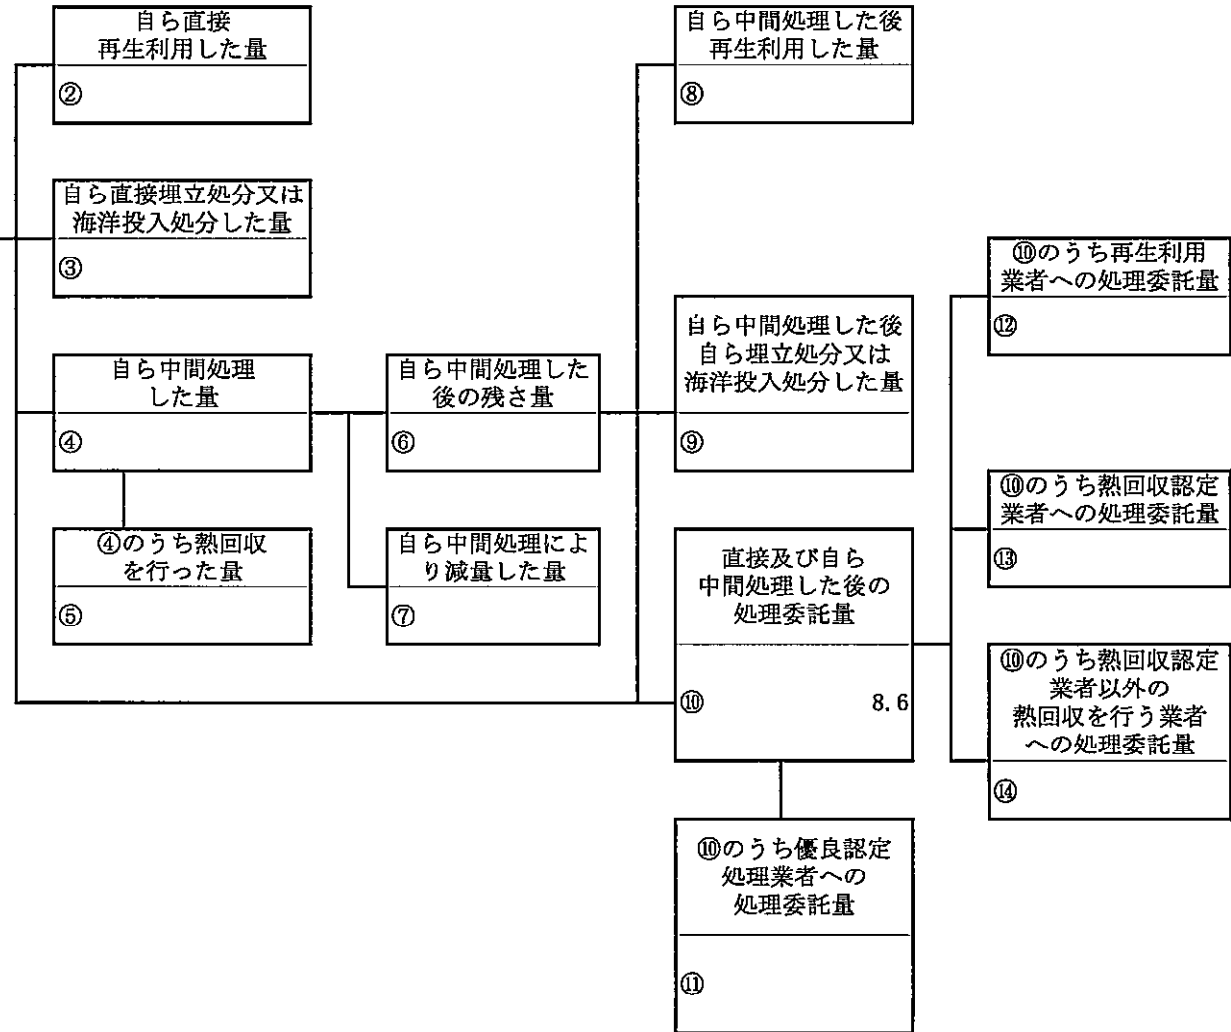 自ら直接
再生利用した量
②
自ら直接埋立処分又は
海洋投入処分した量
③
自ら中間処理
した量
④
④のうち熱回収
を行った量
⑤
自ら中間処理した
後の残さ量
⑥
自ら中間処理によ
り減量した量
⑦
自ら中間処理した後
再生利用した量
⑧
自ら中間処理した後
自ら埋立処分又は
海洋投入処分した量
⑨
直接及び自ら
中間処理した後の
処理委託量
⑩ 8.6
⑩のうち優良認定
処理業者への
処理委託量
⑪
⑩のうち再生利用
業者への処理委託量
⑫
⑩のうち熱回収認定
業者への処理委託量
⑬
⑩のうち熱回収認定
業者以外の
熱回収を行う業者
への処理委託量
⑭